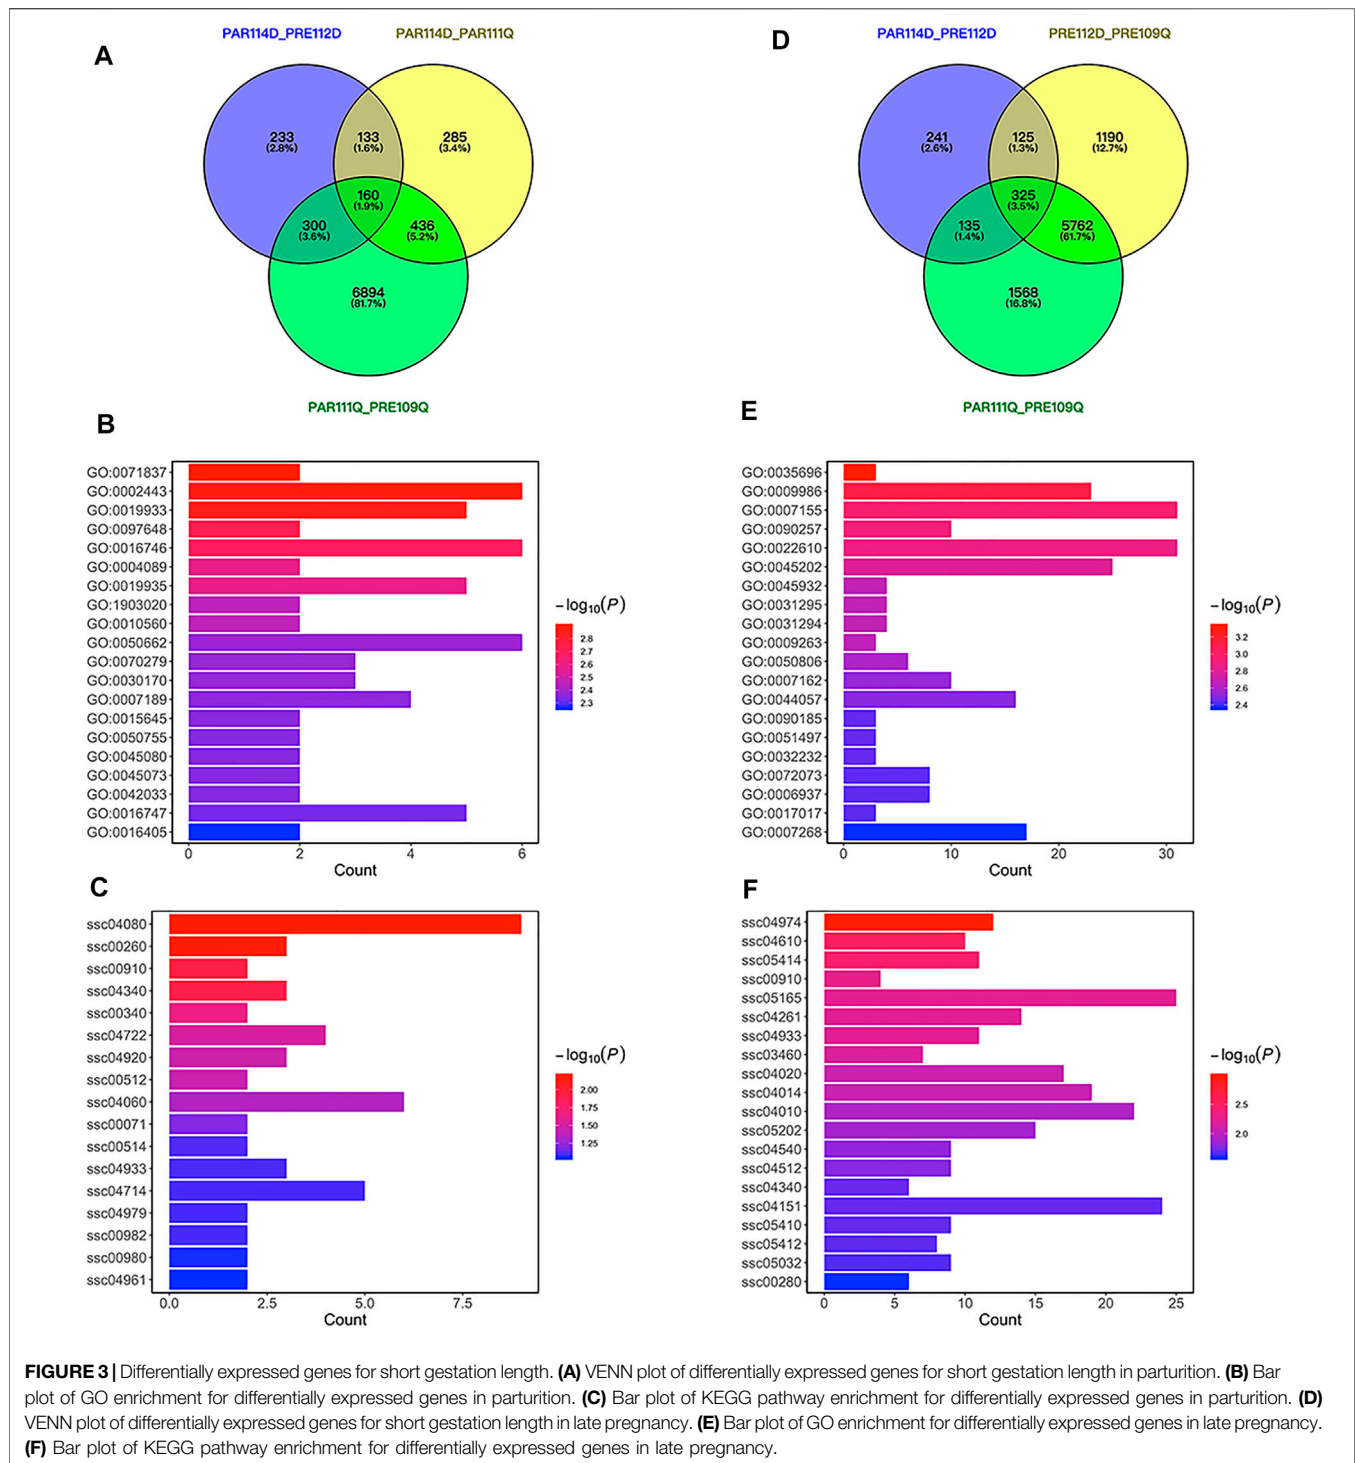 A
PAR114D_PRE112D
PAR114D_PAR111Q
233
(2.8%)
133
(1.6%)
285
(3.4%)
160
(1.9%)
300
(3.6%)
436
(5.2%)
6894
(81.7%)
PAR111Q_PRE109Q
D
PAR114D_PRE112D
PRE112D_PRE109Q
241
(2.6%)
125
(1.3%)
1190
(12.7%)
325
(3.5%)
135
(1.4%)
5762
(61.7%)
1568
(16.8%)
PAR111Q_PRE109Q
B
GO:0071837
GO:0002443
GO:0019933
GO:0097648
GO:0016746
GO:0004089
GO:0019935
GO:1903020
GO:0010560
GO:0050662
GO:0070279
GO:0030170
GO:0007189
GO:0015645
GO:0050755
GO:0045080
GO:0045073
GO:0042033
GO:0016747
GO:0016405
0 2 4 6
Count
−log10(P)
2.8
2.7
2.6
2.5
2.4
2.3
E
GO:0035696
GO:0009986
GO:0007155
GO:0090257
GO:0022610
GO:0045202
GO:0045932
GO:0031295
GO:0031294
GO:0009263
GO:0050806
GO:0007162
GO:0044057
GO:0090185
GO:0051497
GO:0032232
GO:0072073
GO:0006937
GO:0017017
GO:0007268
0 10 20 30
Count
−log10(P)
3.2
3.0
2.8
2.6
2.4
C
ssc04080
ssc00260
ssc00910
ssc04340
ssc00340
ssc04722
ssc04920
ssc00512
ssc04060
ssc00071
ssc00514
ssc04933
ssc04714
ssc04979
ssc00982
ssc00980
ssc04961
0.0 2.5 5.0 7.5
Count
−log10(P)
2.00
1.75
1.50
1.25
F
ssc04974
ssc04610
ssc05414
ssc00910
ssc05165
ssc04261
ssc04933
ssc03460
ssc04020
ssc04014
ssc04010
ssc05202
ssc04540
ssc04512
ssc04340
ssc04151
ssc05410
ssc05412
ssc05032
ssc00280
0 5 10 15 20 25
Count
−log10(P)
2.5
2.0
FIGURE 3 | Differentially expressed genes for short gestation length. (A) VENN plot of differentially expressed genes for short gestation length in parturition. (B) Bar
plot of GO enrichment for differentially expressed genes in parturition. (C) Bar plot of KEGG pathway enrichment for differentially expressed genes in parturition. (D)
VENN plot of differentially expressed genes for short gestation length in late pregnancy. (E) Bar plot of GO enrichment for differentially expressed genes in late pregnancy.
(F) Bar plot of KEGG pathway enrichment for differentially expressed genes in late pregnancy.